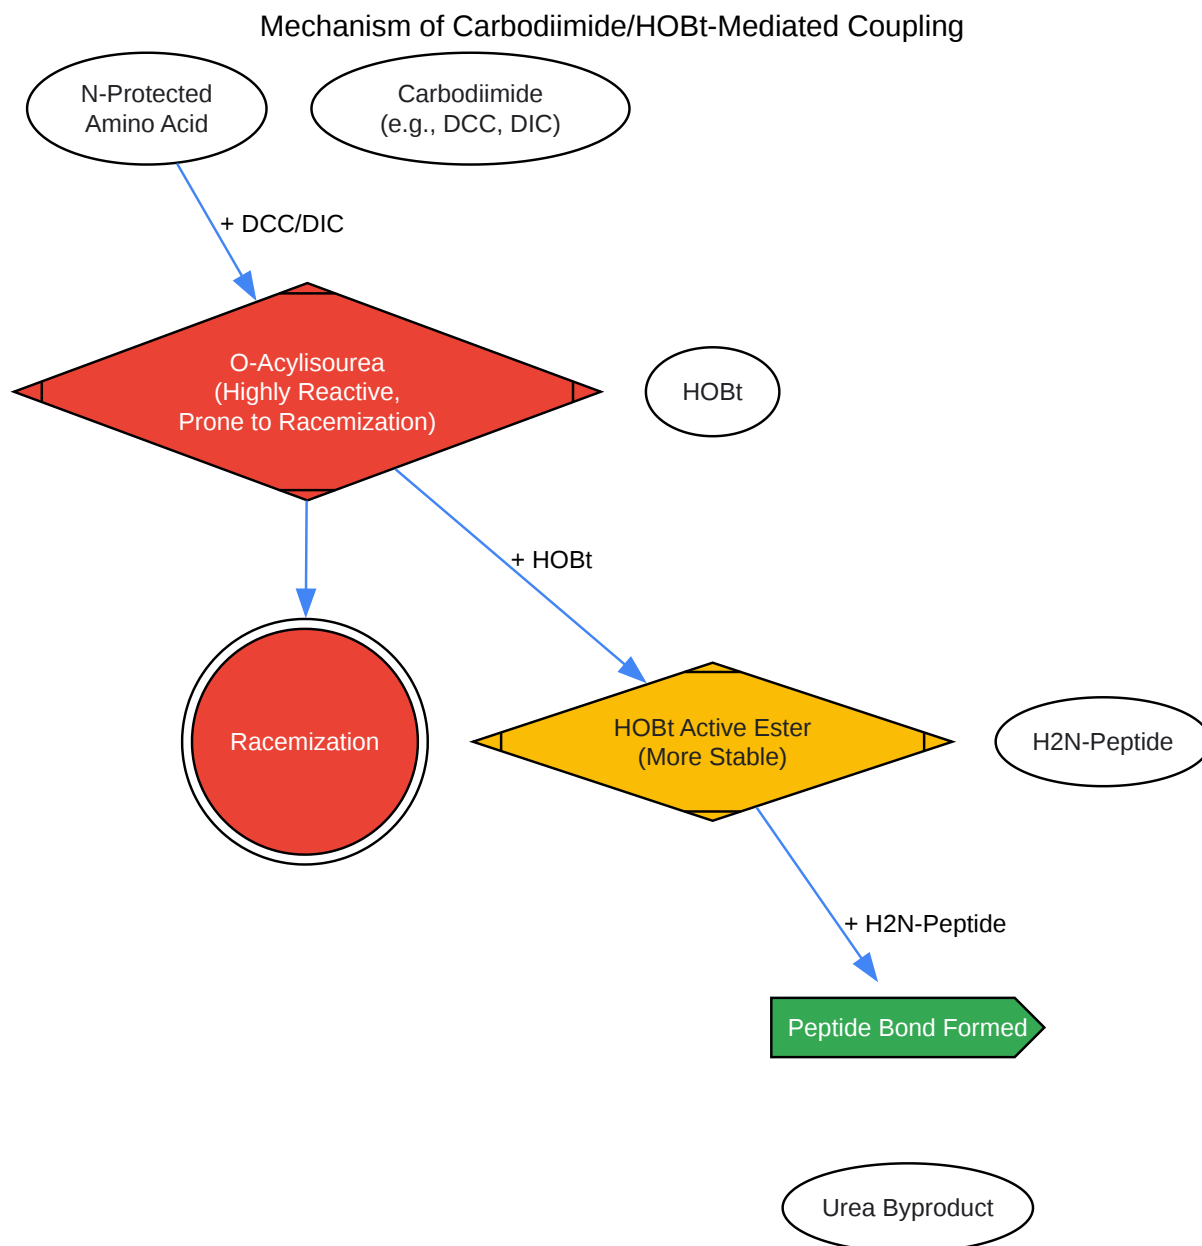 Mechanism of Carbodiimide/HOBt-Mediated Coupling
N-Protected
Amino Acid
Carbodiimide
(e.g., DCC, DIC)
+ DCC/DIC
O-Acylisourea
(Highly Reactive,
Prone to Racemization)
HOBt
+ HOBt
Racemization
HOBt Active Ester
(More Stable)
H2N-Peptide
+ H2N-Peptide
Peptide Bond Formed
Urea Byproduct